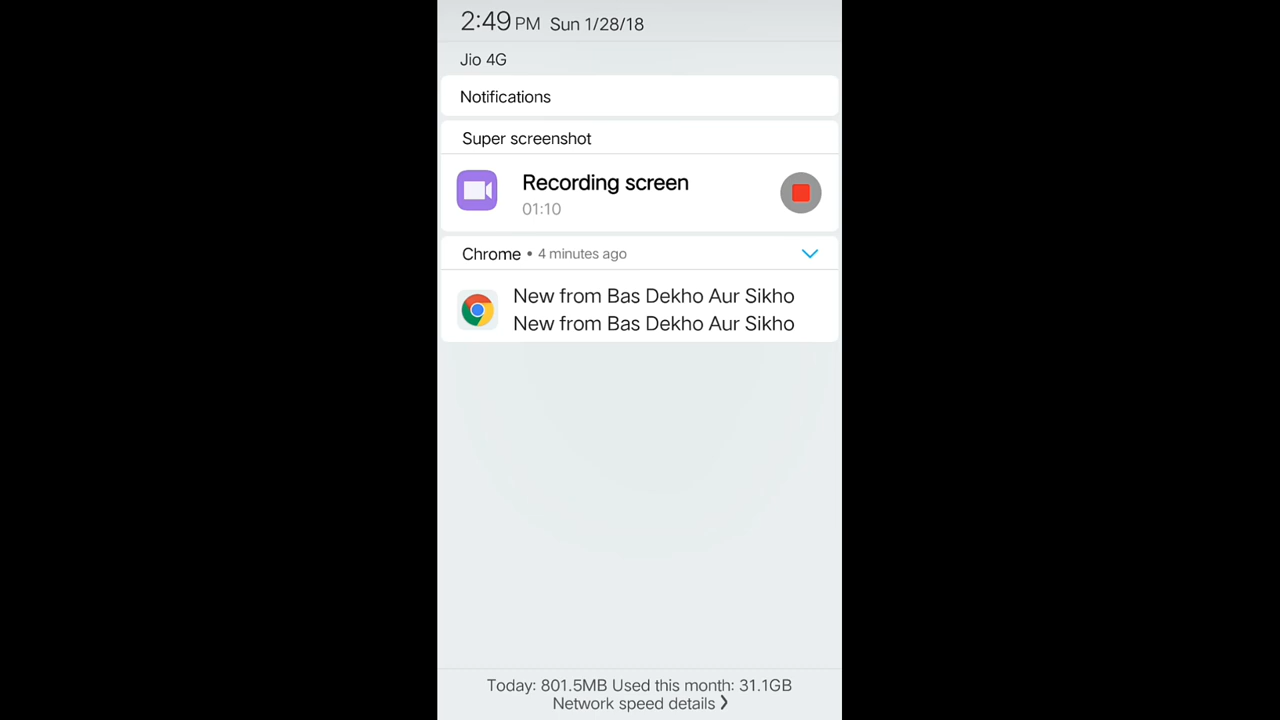 2:49 PM Sun 1/28/18
Jio 4G
Notifications
Super screenshot
Recording screen
01:10
Chrome • 4 minutes ago
New from Bas Dekho Aur Sikho
New from Bas Dekho Aur Sikho
Today: 801.5MB Used this month: 31.1GB
Network speed details ❯